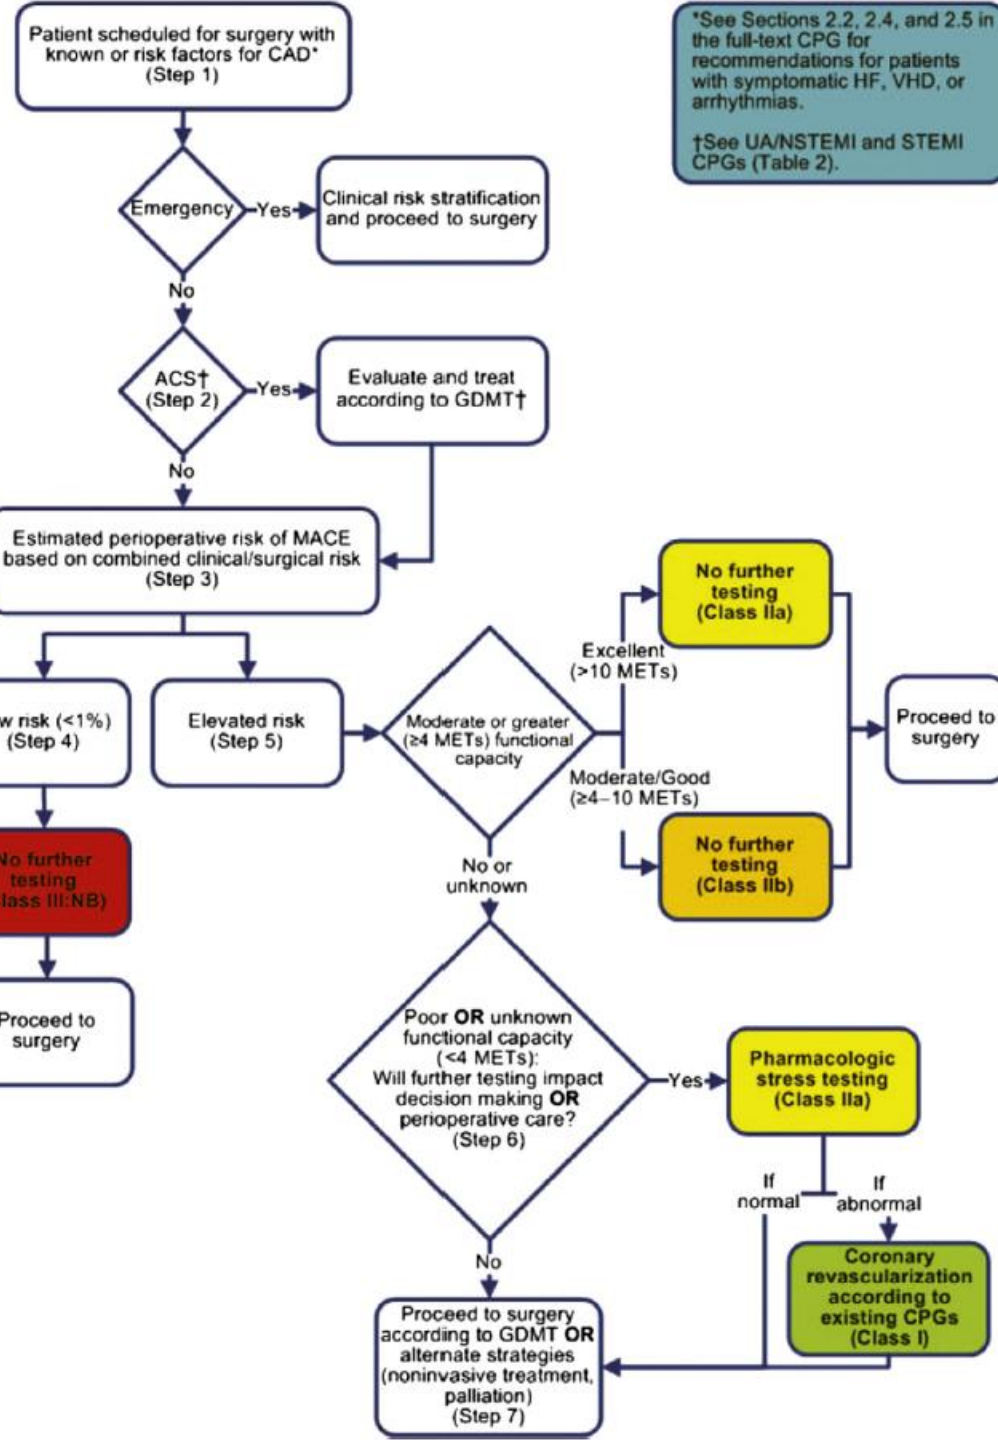 Patient scheduled for surgery with
known or risk factors for CAD*
(Step 1)
*See Sections 2.2, 2.4, and 2.5 in
the full-text CPG for
recommendations for patients
with symptomatic HF, VHD, or
arrhythmias.
†See UA/NSTEMI and STEMI
CPGs (Table 2).
Emergency
Yes
Clinical risk stratification
and proceed to surgery
No
ACS†
(Step 2)
Yes
Evaluate and treat
according to GDMT†
No
Estimated perioperative risk of MACE
based on combined clinical/surgical risk
(Step 3)
w risk (<1%)
(Step 4)
Elevated risk
(Step 5)
Moderate or greater
(≥4 METs) functional
capacity
Excellent
(>10 METs)
No further
testing
(Class IIa)
Moderate/Good
(≥4–10 METs)
No further
testing
(Class IIb)
Proceed to
surgery
No further
testing
lass III:NB)
Proceed to
surgery
No or
unknown
Poor OR unknown
functional capacity
(<4 METs):
Will further testing impact
decision making OR
perioperative care?
(Step 6)
Yes
Pharmacologic
stress testing
(Class IIa)
If
normal
If
abnormal
Coronary
revascularization
according to
existing CPGs
(Class I)
No
Proceed to surgery
according to GDMT OR
alternate strategies
(noninvasive treatment,
palliation)
(Step 7)